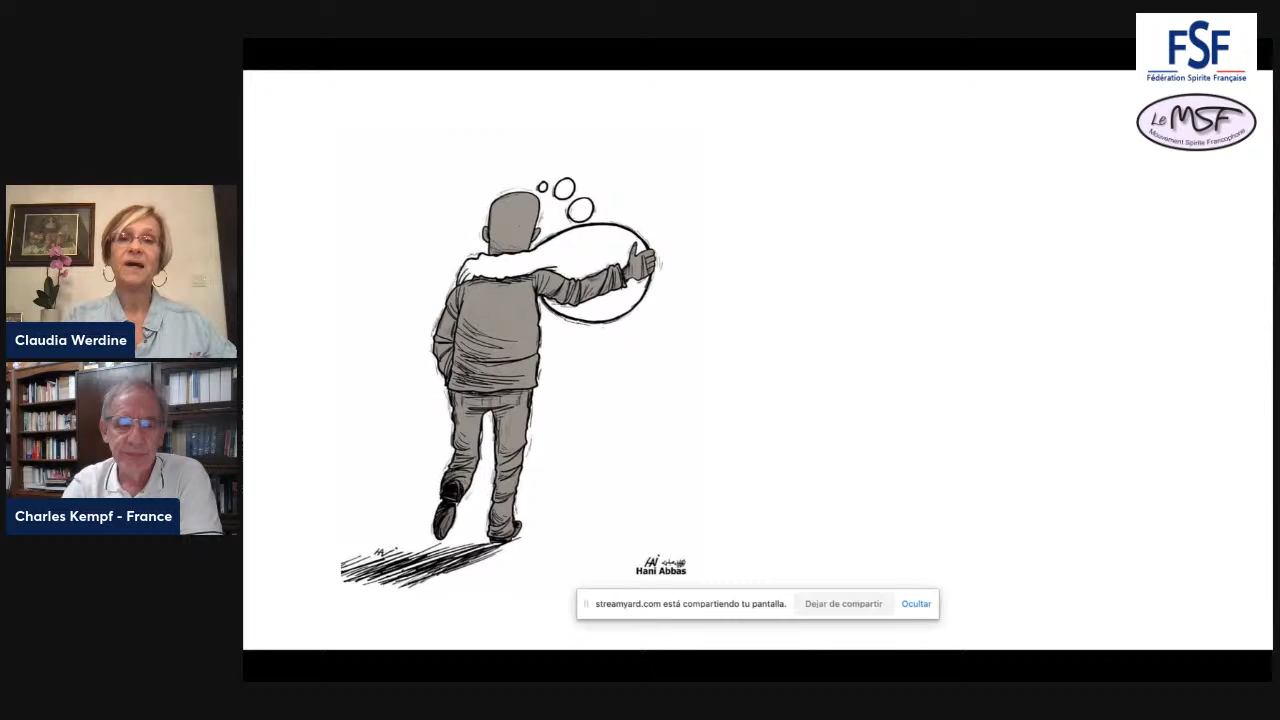 FSF
Fédération Spirite Française
Le MSF
Mouvement Spirite Francophone
Claudia Werdine
Charles Kempf - France
Hani Abbas
streamyard.com está compartiendo tu pantalla.
Dejar de compartir
Ocultar